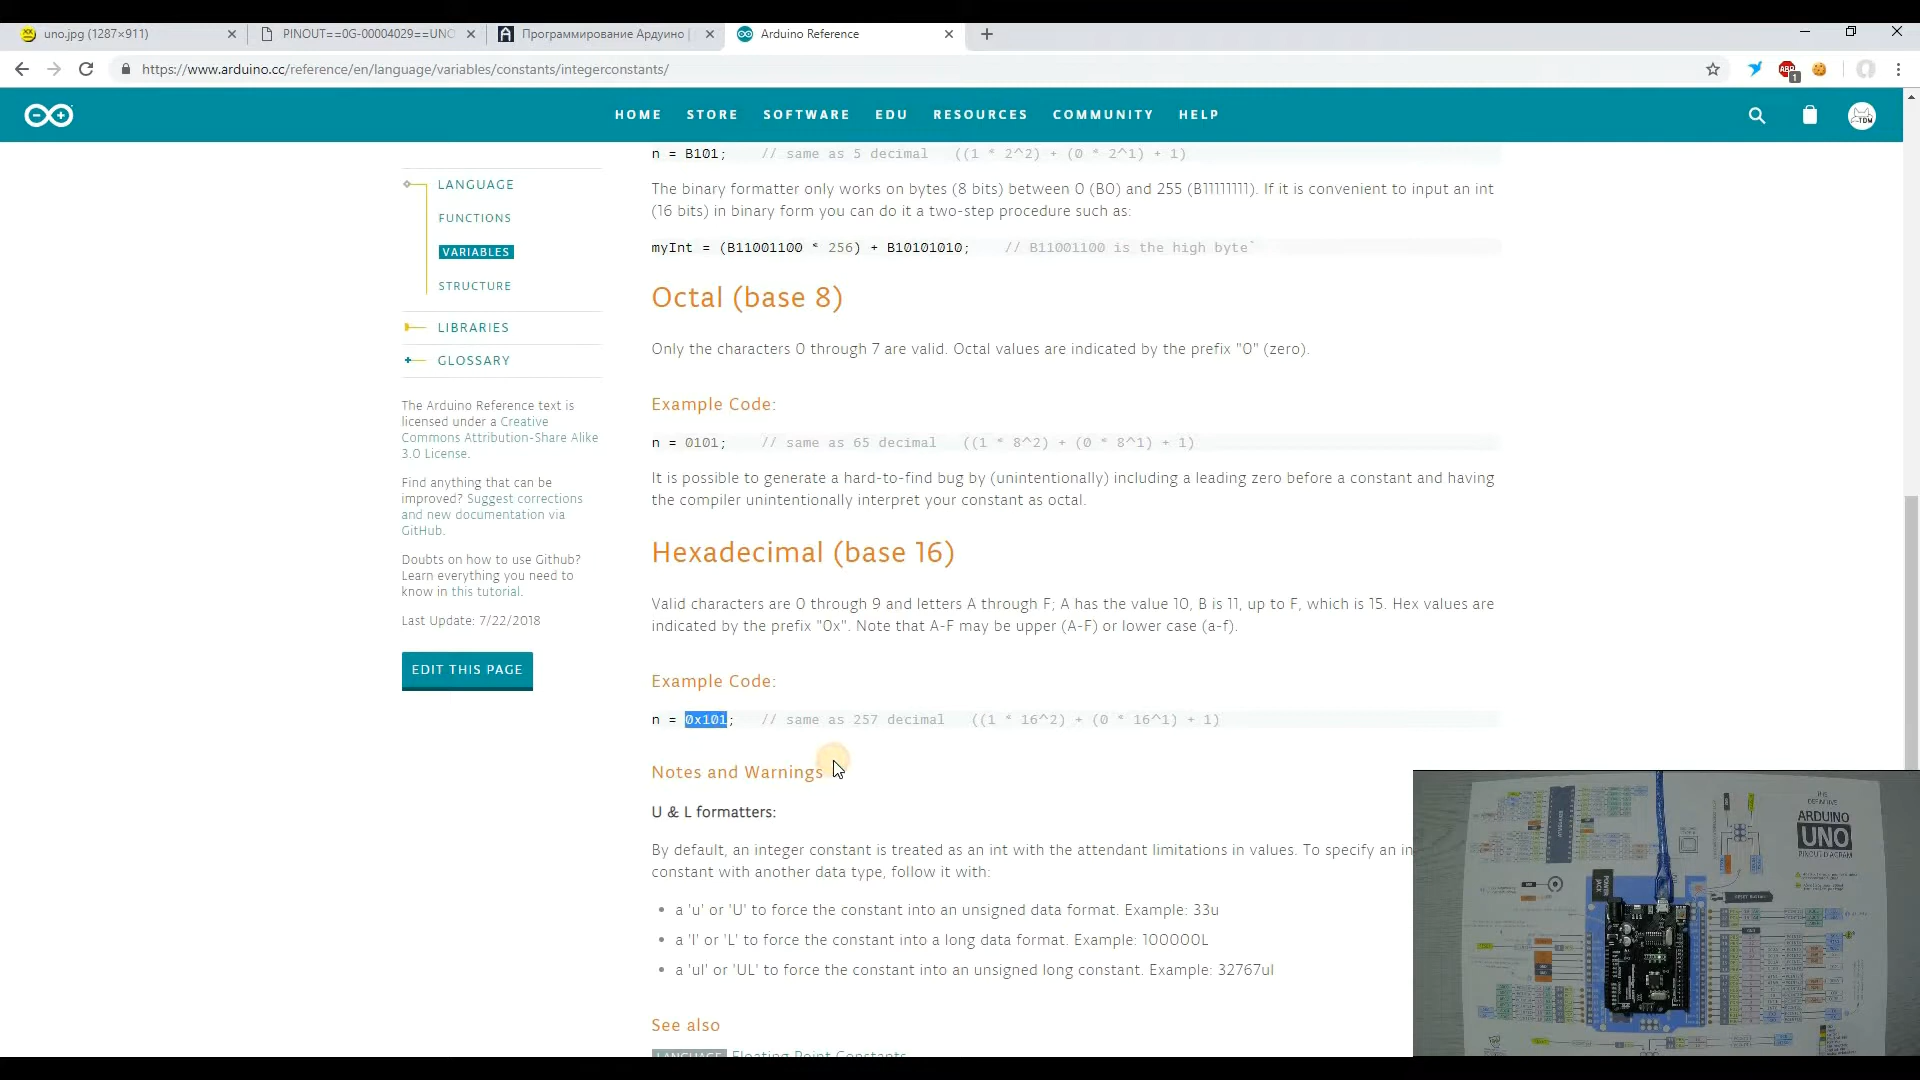 uno.jpg (1287×911)
PINOUT==0G-00004029==UNO
Программирование Ардуино |
Arduino Reference
https://www.arduino.cc/reference/en/language/variables/constants/integerconstants/
ABP
1
HOME STORE SOFTWARE EDU RESOURCES COMMUNITY HELP
LANGUAGE
FUNCTIONS
VARIABLES
STRUCTURE
LIBRARIES
GLOSSARY
The Arduino Reference text is
licensed under a Creative
Commons Attribution-Share Alike
3.0 License.
Find anything that can be
improved? Suggest corrections
and new documentation via
GitHub.
Doubts on how to use Github?
Learn everything you need to
know in this tutorial.
Last Update: 7/22/2018
EDIT THIS PAGE
n = B101;    // same as 5 decimal   ((1 * 2^2) + (0 * 2^1) + 1)
The binary formatter only works on bytes (8 bits) between 0 (B0) and 255 (B11111111). If it is convenient to input an int
(16 bits) in binary form you can do it a two-step procedure such as:
myInt = (B11001100 * 256) + B10101010;    // B11001100 is the high byte`
Octal (base 8)
Only the characters 0 through 7 are valid. Octal values are indicated by the prefix "0" (zero).
Example Code:
n = 0101;    // same as 65 decimal   ((1 * 8^2) + (0 * 8^1) + 1)
It is possible to generate a hard-to-find bug by (unintentionally) including a leading zero before a constant and having
the compiler unintentionally interpret your constant as octal.
Hexadecimal (base 16)
Valid characters are 0 through 9 and letters A through F; A has the value 10, B is 11, up to F, which is 15. Hex values are
indicated by the prefix "0x". Note that A-F may be upper (A-F) or lower case (a-f).
Example Code:
n = 0x101;   // same as 257 decimal   ((1 * 16^2) + (0 * 16^1) + 1)
Notes and Warnings
U & L formatters:
By default, an integer constant is treated as an int with the attendant limitations in values. To specify an in
constant with another data type, follow it with:
• a 'u' or 'U' to force the constant into an unsigned data format. Example: 33u
• a 'l' or 'L' to force the constant into a long data format. Example: 100000L
• a 'ul' or 'UL' to force the constant into an unsigned long constant. Example: 32767ul
See also
LANGUAGE Floating Point Constants
THE
DEFINITIVE
ARDUINO
UNO
PINOUT DIAGRAM
POWER
JACK